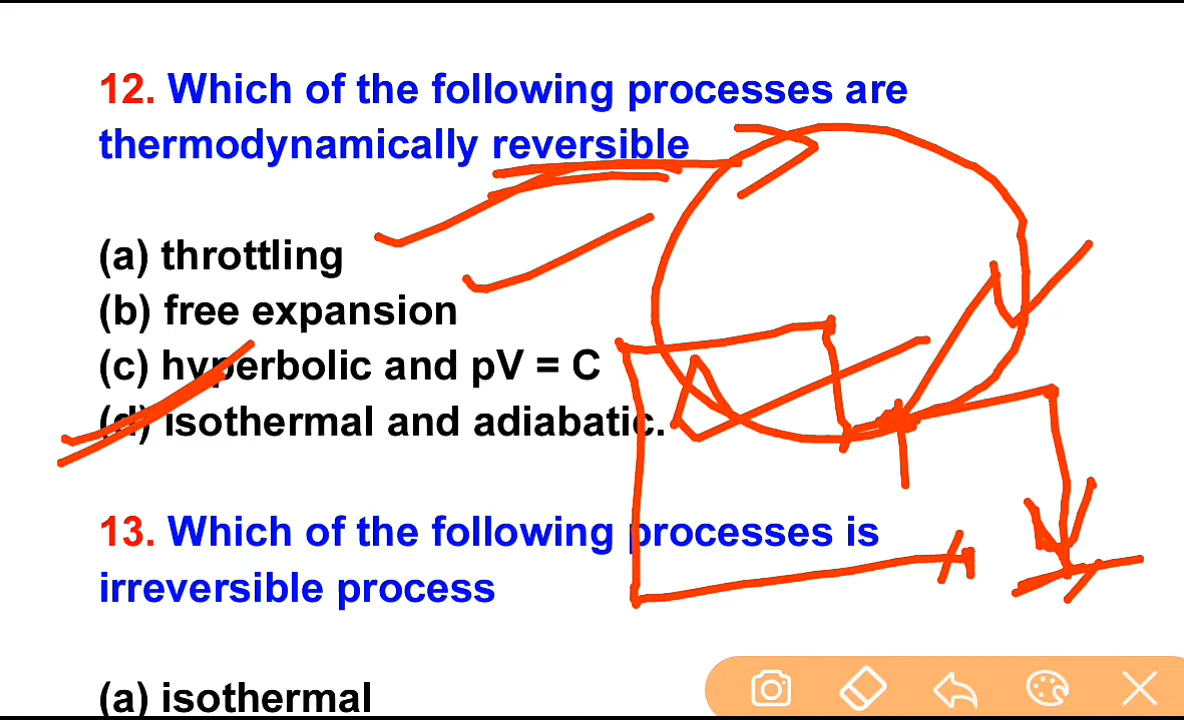 12. Which of the following processes are
thermodynamically reversible
(a) throttling
(b) free expansion
(c) hyperbolic and pV = C
(d) isothermal and adiabatic.
13. Which of the following processes is
irreversible process
(a) isothermal